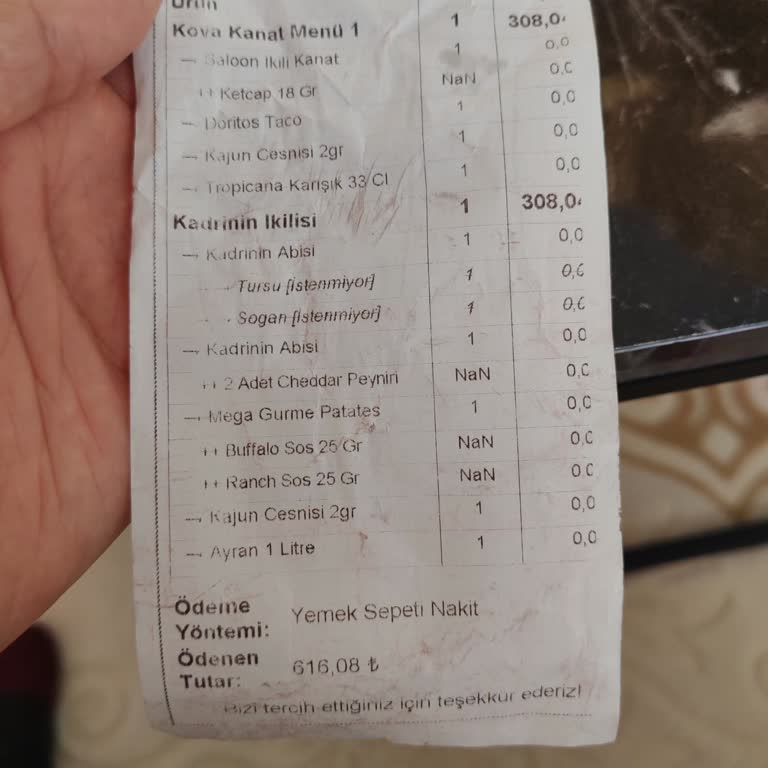 Ürün
Kova Kanat Menü 1 1 308,0
— Saloon Ikili Kanat 1 0,0
++ Ketcap 18 Gr NaN 0,0
— Doritos Taco 1 0,0
— Kajun Cesnisi 2gr 1 0,0
— Tropicana Karışık 33 Cl 1 0,0
Kadrinin Ikilisi 1 308,0
— Kadrinin Abisi 1 0,0
- Tursu [istenmiyor] 1 0,0
- Sogan [istenmiyor] 1 0,0
— Kadrinin Abisi 1 0,0
++ 2 Adet Cheddar Peyniri NaN 0,0
— Mega Gurme Patates 1 0,0
++ Buffalo Sos 25 Gr NaN 0,0
++ Ranch Sos 25 Gr NaN 0,0
— Kajun Cesnisi 2gr 1 0,0
— Ayran 1 Litre 1 0,0
Ödeme Yöntemi: Yemek Sepeti Nakit
Ödenen Tutar: 616,08 ₺
Bizi tercih ettiğiniz için teşekkür ederiz!